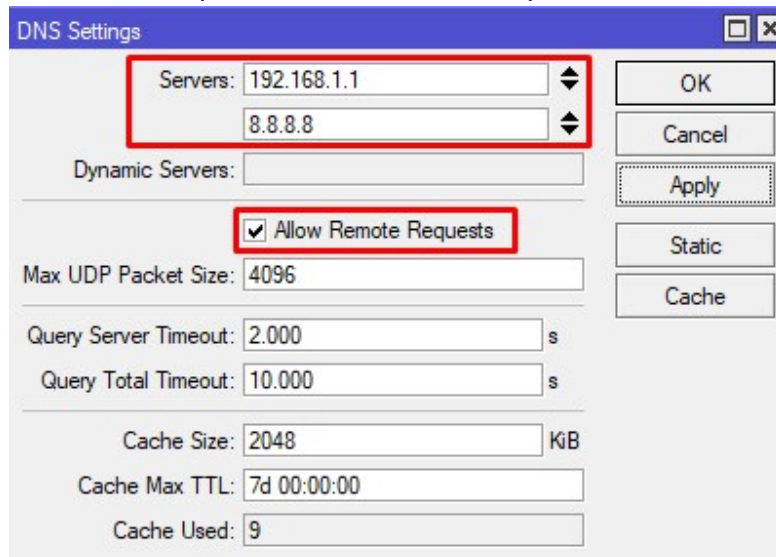 DNS Settings
Servers: 192.168.1.1
8.8.8.8
Dynamic Servers:
Allow Remote Requests
Max UDP Packet Size: 4096
Query Server Timeout: 2.000 s
Query Total Timeout: 10.000 s
Cache Size: 2048 KiB
Cache Max TTL: 7d 00:00:00
Cache Used: 9
OK
Cancel
Apply
Static
Cache